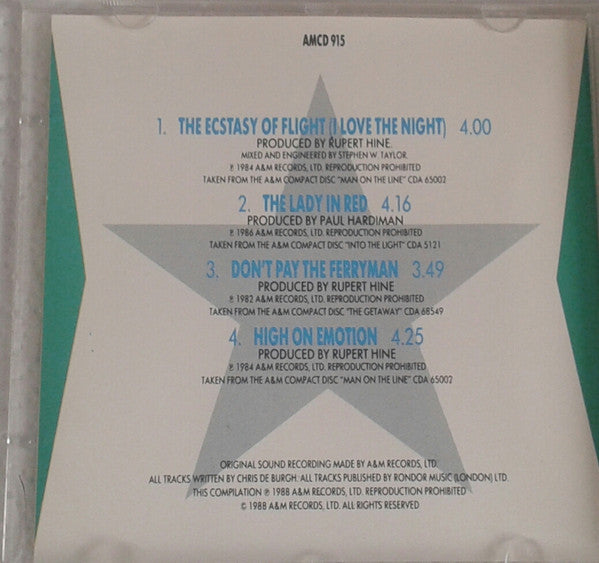 AMCD 915
1. THE ECSTASY OF FLIGHT (I LOVE THE NIGHT) 4.00
PRODUCED BY RUPERT HINE.
MIXED AND ENGINEERED BY STEPHEN W. TAYLOR.
℗ 1984 A&M RECORDS, LTD. REPRODUCTION PROHIBITED
TAKEN FROM THE A&M COMPACT DISC "MAN ON THE LINE" CDA 65002
2. THE LADY IN RED 4.16
PRODUCED BY PAUL HARDIMAN
℗ 1986 A&M RECORDS, LTD. REPRODUCTION PROHIBITED
TAKEN FROM THE A&M COMPACT DISC "INTO THE LIGHT" CDA 5121
3. DON'T PAY THE FERRYMAN 3.49
PRODUCED BY RUPERT HINE
℗ 1982 A&M RECORDS, LTD. REPRODUCTION PROHIBITED
TAKEN FROM THE A&M COMPACT DISC "THE GETAWAY" CDA 68549
4. HIGH ON EMOTION 4.25
PRODUCED BY RUPERT HINE
℗ 1984 A&M RECORDS, LTD. REPRODUCTION PROHIBITED
TAKEN FROM THE A&M COMPACT DISC "MAN ON THE LINE" CDA 65002
ORIGINAL SOUND RECORDING MADE BY A&M RECORDS, LTD.
ALL TRACKS WRITTEN BY CHRIS DE BURGH. ALL TRACKS PUBLISHED BY RONDOR MUSIC (LONDON) LTD.
THIS COMPILATION ℗ 1988 A&M RECORDS, LTD. REPRODUCTION PROHIBITED
© 1988 A&M RECORDS, LTD. ALL RIGHTS RESERVED